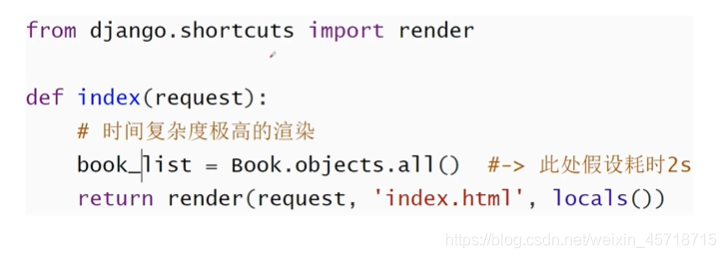 from django.shortcuts import render
def index(request):
# 时间复杂度极高的渲染
book_list = Book.objects.all() #-> 此处假设耗时2s
return render(request, 'index.html', locals())
https://blog.csdn.net/weixin_45718715